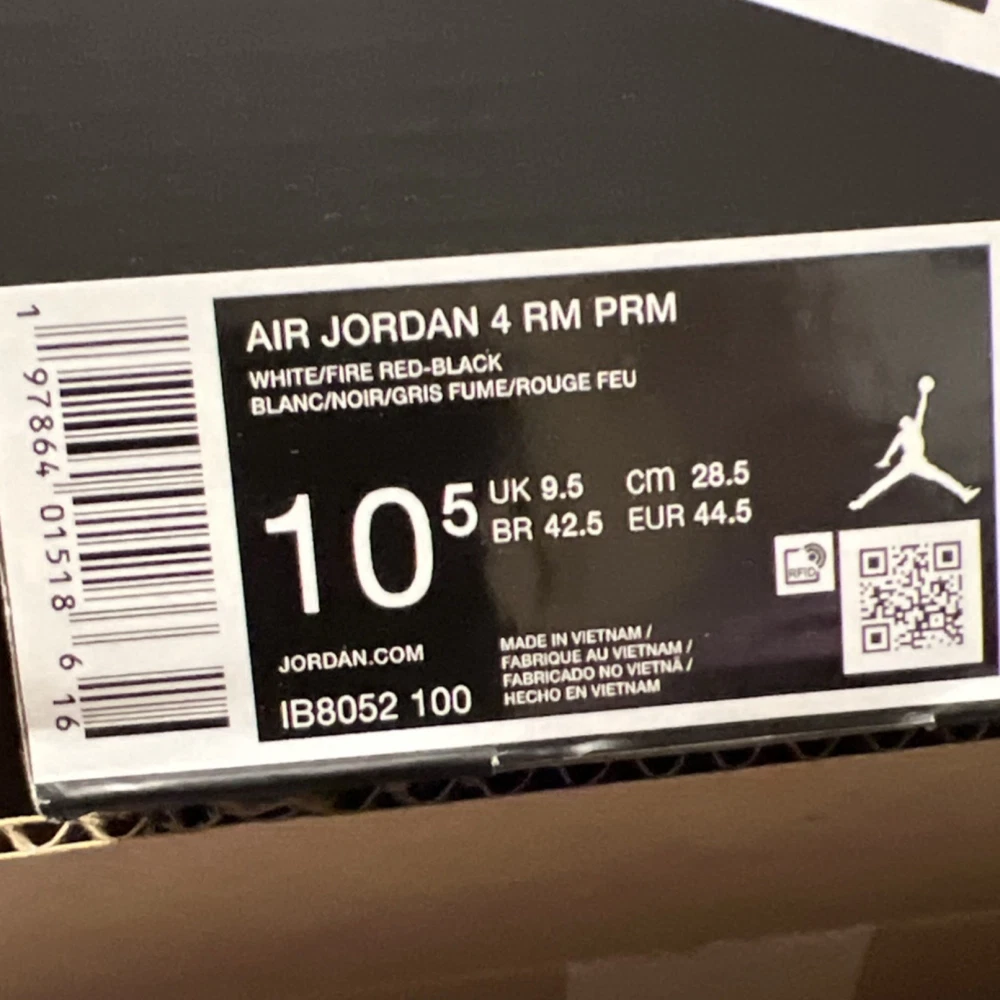 AIR JORDAN 4 RM PRM
WHITE/FIRE RED-BLACK
BLANC/NOIR/GRIS FUME/ROUGE FEU
10 5
UK 9.5 cm 28.5
BR 42.5 EUR 44.5
RFID
JORDAN.COM
IB8052 100
MADE IN VIETNAM /
FABRIQUE AU VIETNAM /
FABRICADO NO VIETNÃ /
HECHO EN VIETNAM
1 97864 01518 6 16